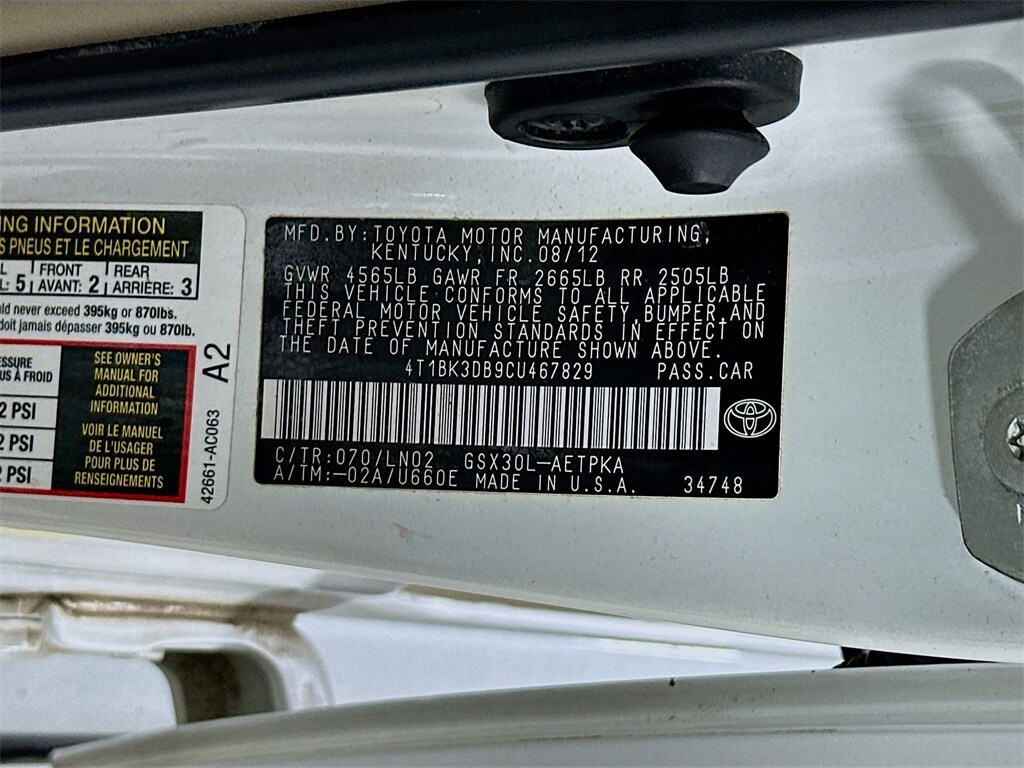 ING INFORMATION
S PNEUS ET LE CHARGEMENT
L 5 FRONT 2 REAR 3
L: AVANT: ARRIÈRE:
ld never exceed 395kg or 870lbs.
doit jamais dépasser 395kg ou 870lb.
ESSURE
US À FROID
2 PSI
2 PSI
2 PSI
SEE OWNER'S
MANUAL FOR
ADDITIONAL
INFORMATION
VOIR LE MANUEL
DE L'USAGER
POUR PLUS DE
RENSEIGNEMENTS
A2
42661-AC063
MFD.BY:TOYOTA MOTOR MANUFACTURING,
KENTUCKY,INC.08/12
GVWR 4565LB GAWR FR 2665LB RR 2505LB
THIS VEHICLE CONFORMS TO ALL APPLICABLE
FEDERAL MOTOR VEHICLE SAFETY,BUMPER,AND
THEFT PREVENTION STANDARDS IN EFFECT ON
THE DATE OF MANUFACTURE SHOWN ABOVE.
4T1BK3DB9CU467829 PASS.CAR
C/TR:070/LN02 GSX30L-AETPKA
A/TM:-02A/U660E MADE IN U.S.A. 34748